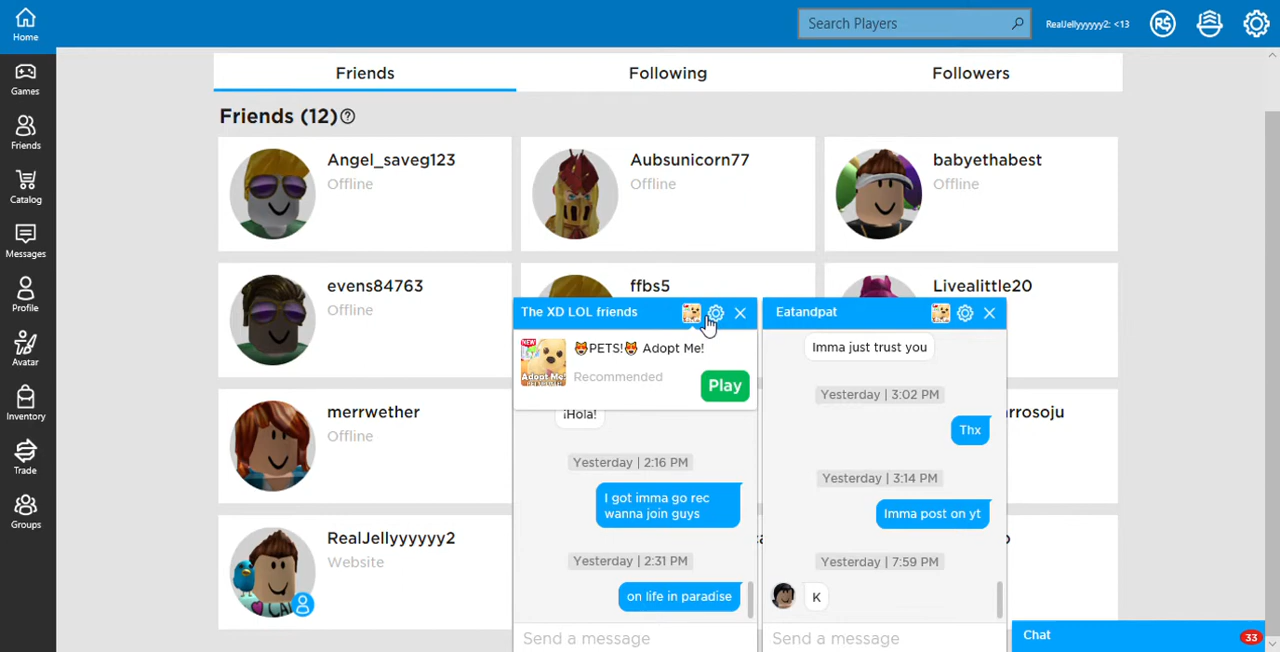 Home
Search Players
RealJellyyyyyy2: <13
R$
Games
Friends
Catalog
Messages
Profile
Avatar
Inventory
Trade
Groups
Friends
Following
Followers
Friends (12)
Angel_saveg123
Offline
Aubsunicorn77
Offline
babyethabest
Offline
evens84763
Offline
ffbs5
Livealittle20
merrwether
Offline
rrosoju
RealJellyyyyyy2
Website
The XD LOL friends
NEW
Adopt Me!
😻PETS!😻 Adopt Me!
Recommended
Play
¡Hola!
Yesterday | 2:16 PM
I got imma go rec
wanna join guys
Yesterday | 2:31 PM
on life in paradise
Send a message
Eatandpat
Imma just trust you
Yesterday | 3:02 PM
Thx
Yesterday | 3:14 PM
Imma post on yt
Yesterday | 7:59 PM
K
Send a message
Chat
33